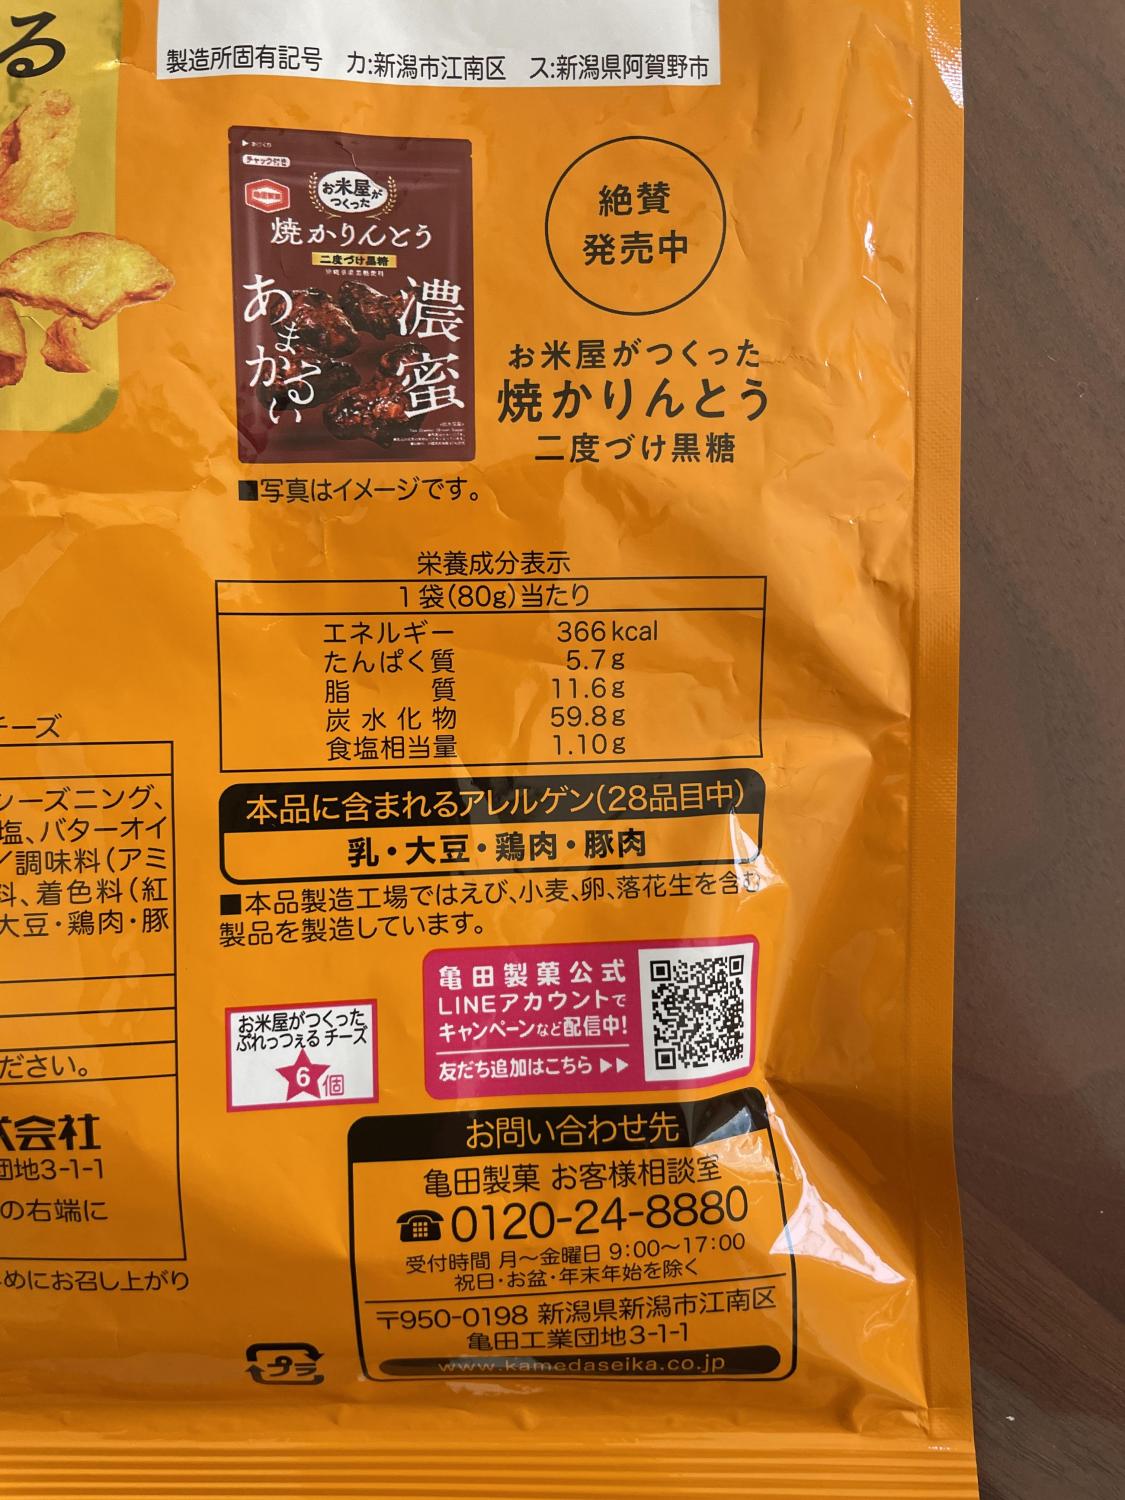 る
製造所固有記号 カ:新潟市江南区 ス:新潟県阿賀野市
チャック付き
お米屋が
つくった
焼かりんとう
二度づけ黒糖
濃蜜
あまかるい
絶賛
発売中
お米屋がつくった
焼かりんとう
二度づけ黒糖
■写真はイメージです。
栄養成分表示
1袋(80g)当たり
エネルギー 366kcal
たんぱく質 5.7g
脂質 11.6g
炭水化物 59.8g
食塩相当量 1.10g
本品に含まれるアレルゲン(28品目中)
乳・大豆・鶏肉・豚肉
■本品製造工場ではえび、小麦、卵、落花生を含む
製品を製造しています。
チーズ
シーズニング、
塩、バターオイ
/調味料(アミ
料、着色料(紅
大豆・鶏肉・豚
ださい。
会社
団地3-1-1
の右端に
めにお召し上がり
お米屋がつくった
ぷれっつぇる チーズ
6個
亀田製菓公式
LINEアカウントで
キャンペーンなど配信中!
友だち追加はこちら ▶▶
お問い合わせ先
亀田製菓 お客様相談室
0120-24-8880
受付時間 月〜金曜日 9:00〜17:00
祝日・お盆・年末年始を除く
〒950-0198 新潟県新潟市江南区
亀田工業団地3-1-1
www.kamedaseika.co.jp
プラ